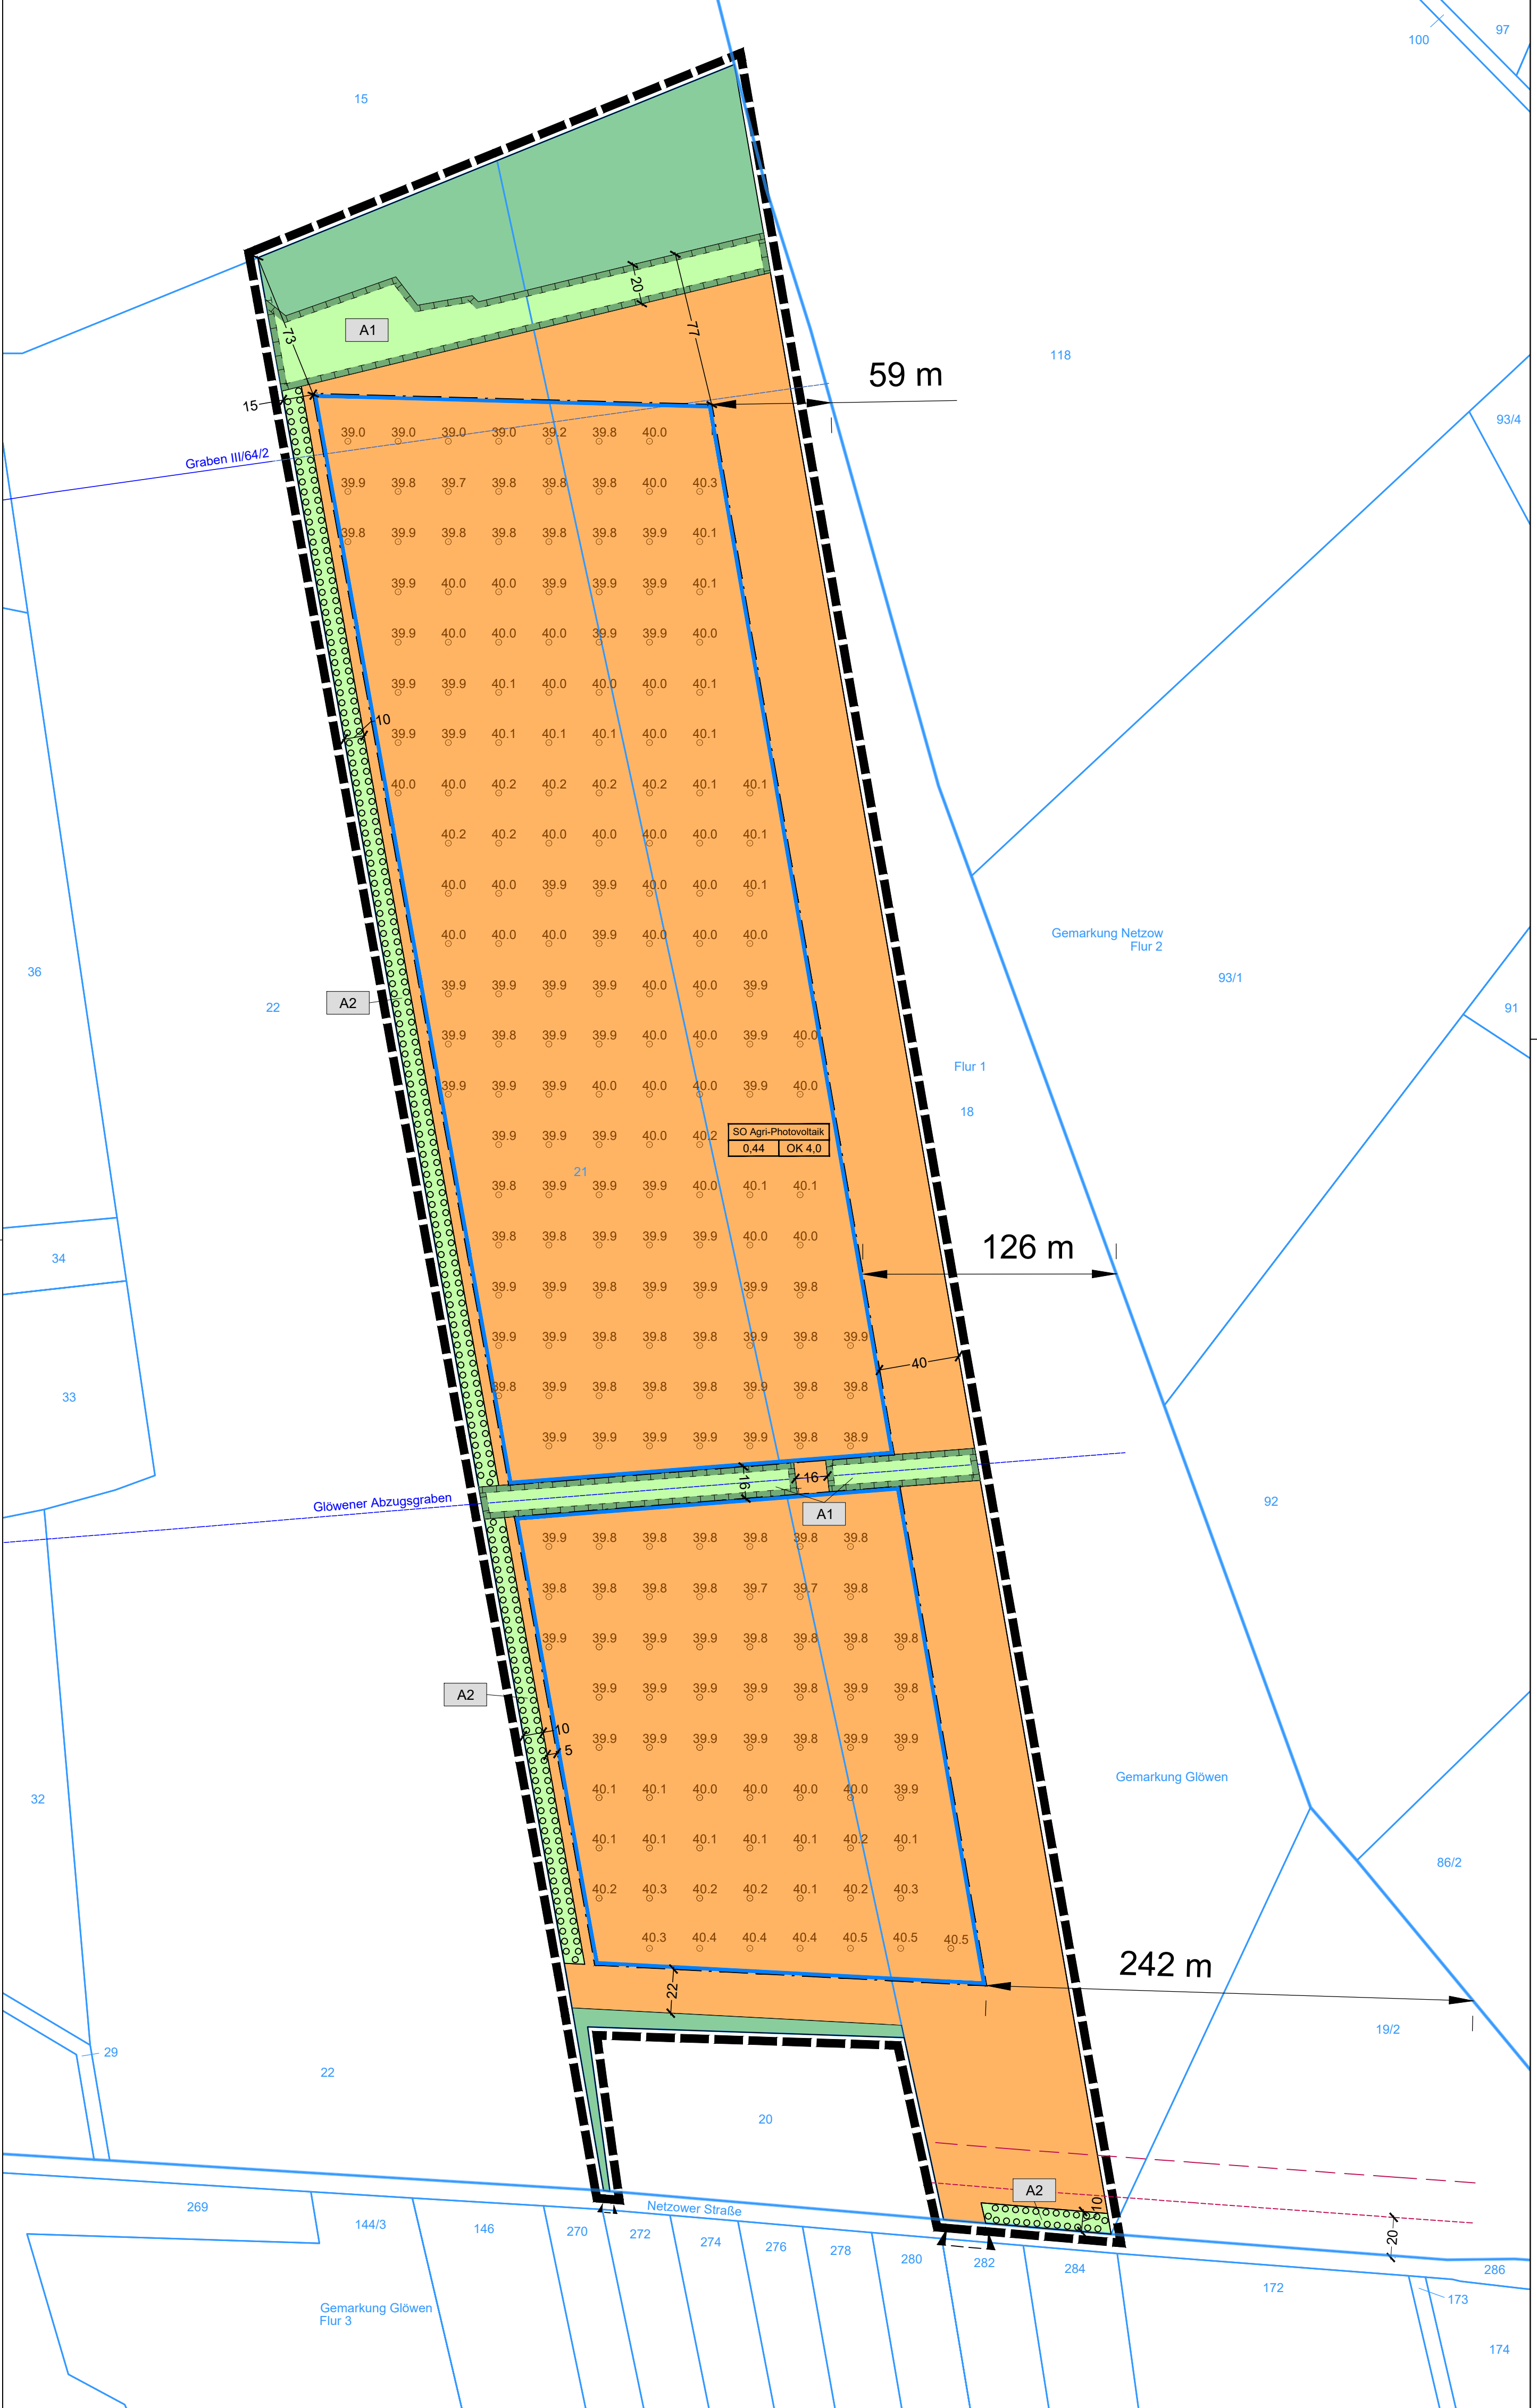 100
97
15
20
A1
73
77
59 m
118
15
93/4
Graben III/64/2
39.0 39.0 39.0 39.0 39.2 39.8 40.0
39.9 39.8 39.7 39.8 39.8 39.8 40.0 40.3
39.8 39.9 39.8 39.8 39.8 39.8 39.9 40.1
39.9 40.0 40.0 39.9 39.9 39.9 40.1
39.9 40.0 40.0 40.0 39.9 39.9 40.0
39.9 39.9 40.1 40.0 40.0 40.0 40.1
10
39.9 39.9 40.1 40.1 40.1 40.0 40.1
40.0 40.0 40.2 40.2 40.2 40.2 40.1 40.1
40.2 40.2 40.0 40.0 40.0 40.0 40.1
40.0 40.0 39.9 39.9 40.0 40.0 40.1
Gemarkung Netzow
Flur 2
40.0 40.0 40.0 39.9 40.0 40.0 40.0
36
93/1
39.9 39.9 39.9 39.9 40.0 40.0 39.9
A2
22
91
39.9 39.8 39.9 39.9 40.0 40.0 39.9 40.0
Flur 1
39.9 39.9 39.9 40.0 40.0 40.0 39.9 40.0
18
SO Agri-Photovoltaik
0,44 OK 4,0
39.9 39.9 39.9 40.0 40.2
21
39.8 39.9 39.9 39.9 40.0 40.1 40.1
39.8 39.8 39.9 39.9 39.9 40.0 40.0
126 m
34
39.9 39.9 39.8 39.9 39.9 39.9 39.8
39.9 39.9 39.8 39.8 39.8 39.9 39.8 39.9
40
33
39.8 39.9 39.8 39.8 39.8 39.9 39.8 39.8
39.9 39.9 39.9 39.9 39.9 39.8 38.9
16
16
Glöwener Abzugsgraben
92
A1
39.9 39.8 39.8 39.8 39.8 39.8 39.8
39.8 39.8 39.8 39.8 39.7 39.7 39.8
39.9 39.9 39.9 39.9 39.8 39.8 39.8 39.8
39.9 39.9 39.9 39.9 39.8 39.9 39.8
A2
10
5
39.9 39.9 39.9 39.9 39.8 39.9 39.9
Gemarkung Glöwen
32
40.1 40.1 40.0 40.0 40.0 40.0 39.9
40.1 40.1 40.1 40.1 40.1 40.2 40.1
86/2
40.2 40.3 40.2 40.2 40.1 40.2 40.3
40.3 40.4 40.4 40.4 40.5 40.5 40.5
242 m
22
19/2
29
22
20
A2
10
Netzower Straße
269
144/3
146
270
272
274
276
278
280
282
284
20
286
172
173
174
Gemarkung Glöwen
Flur 3